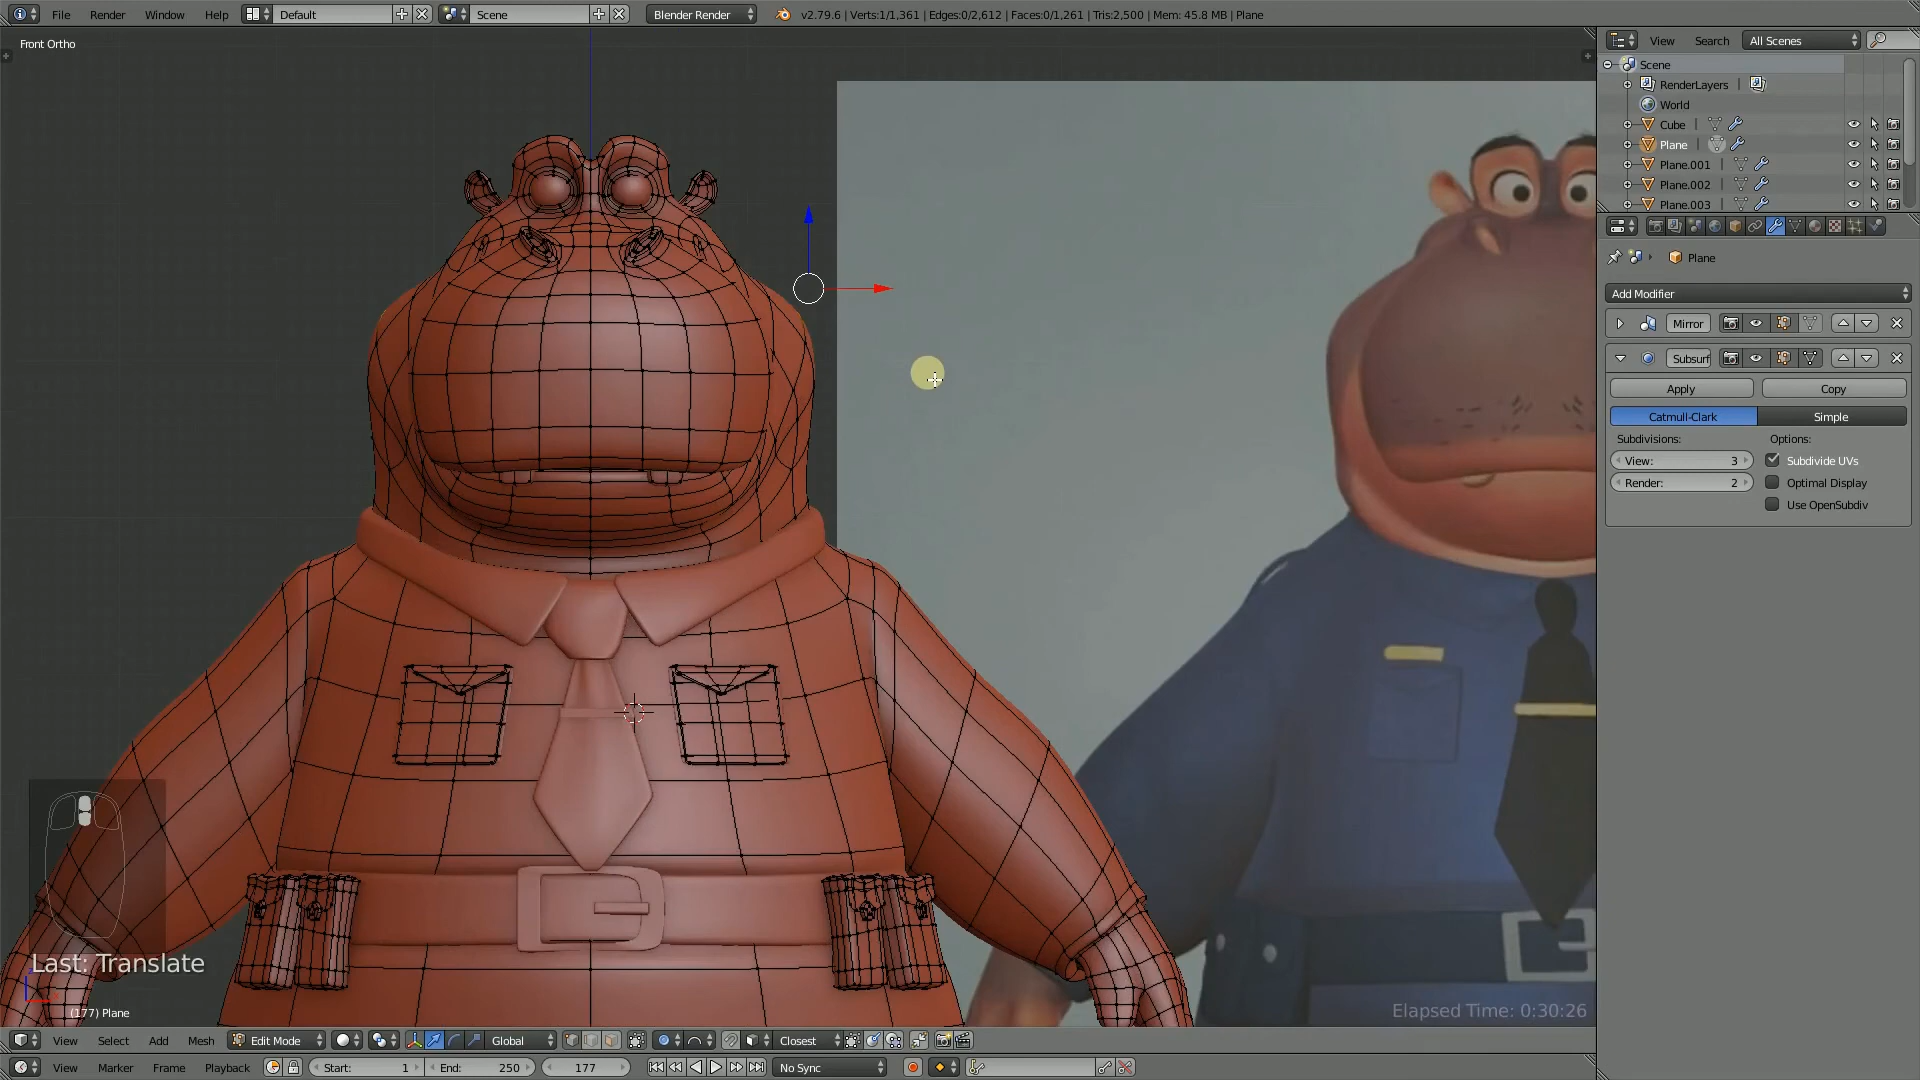 File Render Window Help Default Scene Blender Render v2.79.6 | Verts:1/1,361 | Edges:0/2,612 | Faces:0/1,261 | Tris:2,500 | Mem: 45.8 MB | Plane
Front Ortho
View Search All Scenes
Scene
RenderLayers
World
Cube
Plane
Plane.001
Plane.002
Plane.003
Plane
Add Modifier
Mirror
Subsurf
Apply Copy
Catmull-Clark Simple
Subdivisions: Options:
View: 3 Subdivide UVs
Render: 2 Optimal Display
Use OpenSubdiv
Last: Translate
(177) Plane
Elapsed Time: 0:30:26
View Select Add Mesh Edit Mode Global Closest
View Marker Frame Playback Start: 1 End: 250 177 No Sync